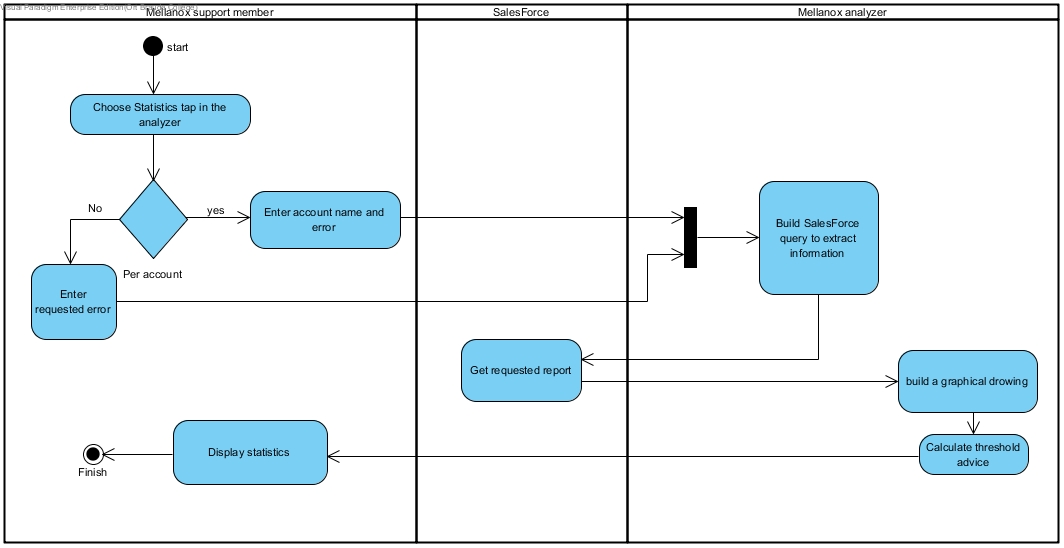 Visual Paradigm Enterprise Edition(Ort Braude College)
Mellanox support member
SalesForce
Mellanox analyzer
start
Choose Statistics tap in the
analyzer
No
yes
Per account
Enter account name and
error
Enter
requested error
Build SalesForce
query to extract
information
Get requested report
build a graphical drowing
Calculate threshold
advice
Display statistics
Finish